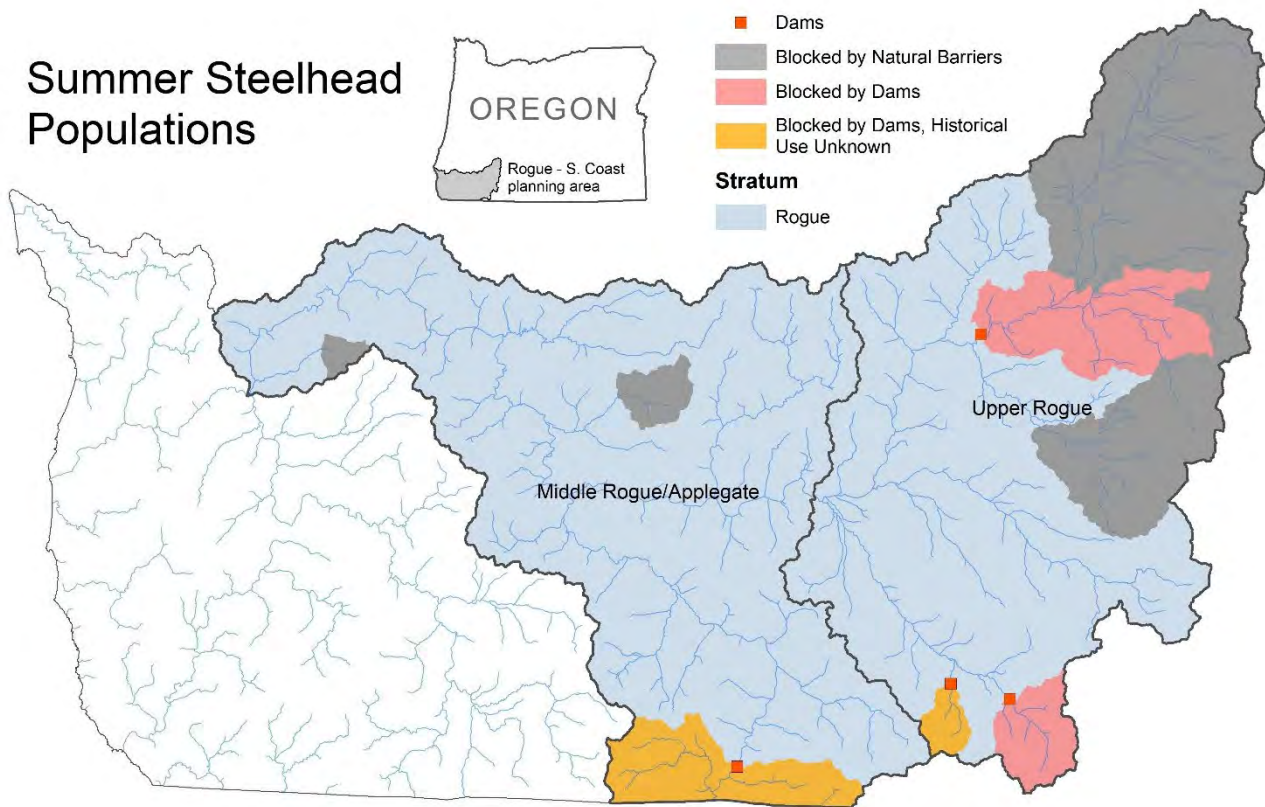 Summer Steelhead
Populations
OREGON
Rogue - S. Coast
planning area
Dams
Blocked by Natural Barriers
Blocked by Dams
Blocked by Dams, Historical
Use Unknown
Stratum
Rogue
Upper Rogue
Middle Rogue/Applegate